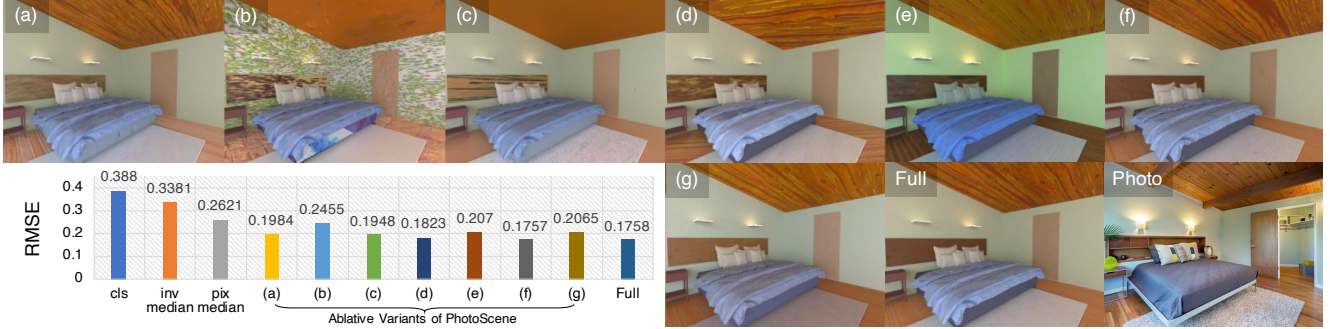 (a)
(b)
(c)
(d)
(e)
(f)
(g)
Full
Photo
RMSE
0.4
0.3
0.2
0.1
0
0.388
0.3381
0.2621
0.1984
0.2455
0.1948
0.1823
0.207
0.1757
0.2065
0.1758
cls
inv median
pix median
(a)
(b)
(c)
(d)
(e)
(f)
(g)
Full
Ablative Variants of PhotoScene